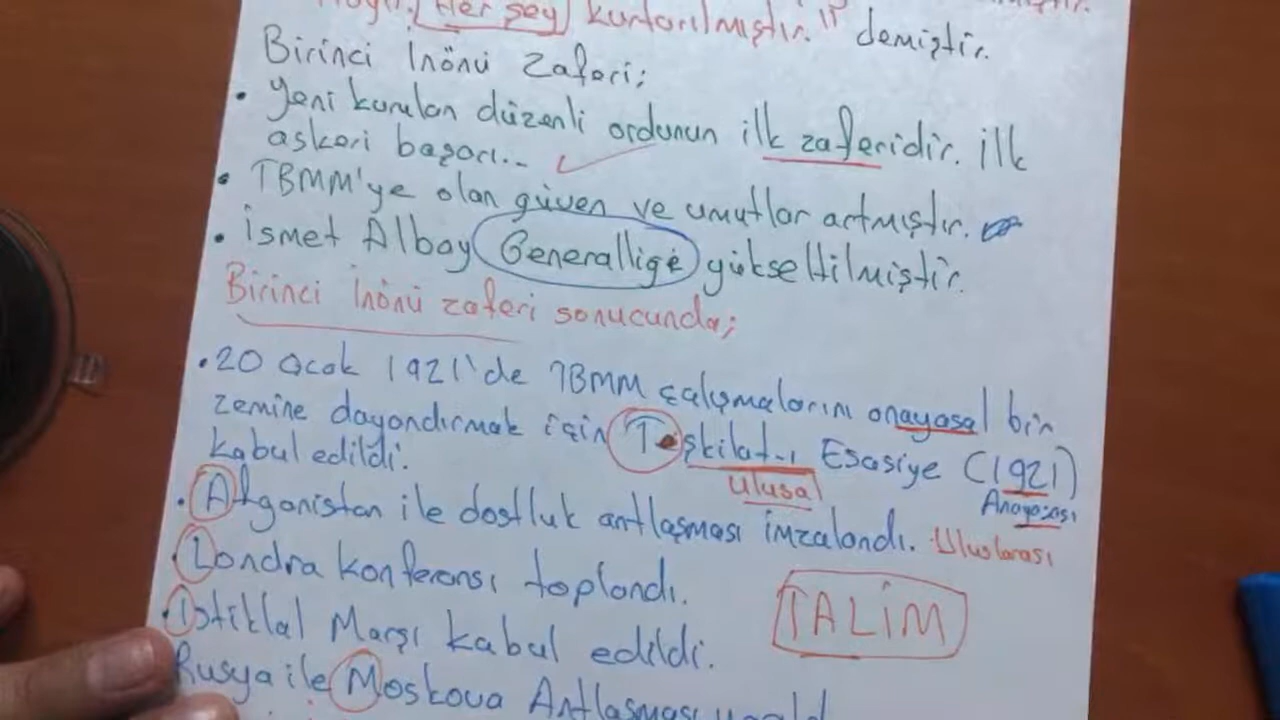 Her şey kurtarılmıştır." demiştir.
Birinci İnönü Zaferi;
• Yeni kurulan düzenli ordunun ilk zaferidir. ilk
askeri başarı..
• TBMM'ye olan güven ve umutlar artmıştır.
• İsmet Albay Generalliğe yükseltilmiştir.
Birinci İnönü zaferi sonucunda;
• 20 Ocak 1921'de TBMM çalışmalarını anayasal bir
zemine dayandırmak için Teşkilat-ı Esasiye (1921)
kabul edildi. Ulusal Anayasası
• Afganistan ile dostluk antlaşması imzalandı. Uluslarası
• Londra konferansı toplandı.
TALİM
• İstiklal Marşı kabul edildi.
Rusya ile Moskova Antlaşması